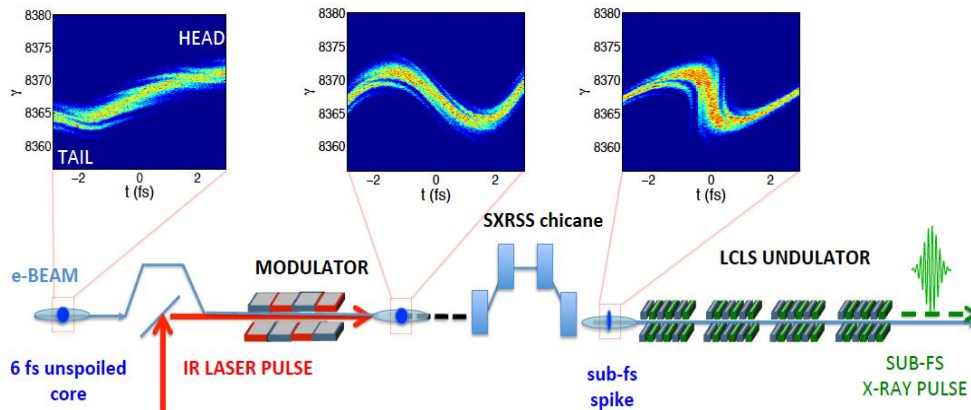 8380
8375
8370
8365
8360
γ
HEAD
TAIL
-2
0
2
t (fs)
8380
8375
8370
8365
8360
γ
-2
0
2
t (fs)
8380
8375
8370
8365
8360
γ
-2
0
2
t (fs)
SXRSS chicane
e-BEAM
MODULATOR
LCLS UNDULATOR
6 fs unspoiled
core
IR LASER PULSE
sub-fs
spike
SUB-FS
X-RAY PULSE